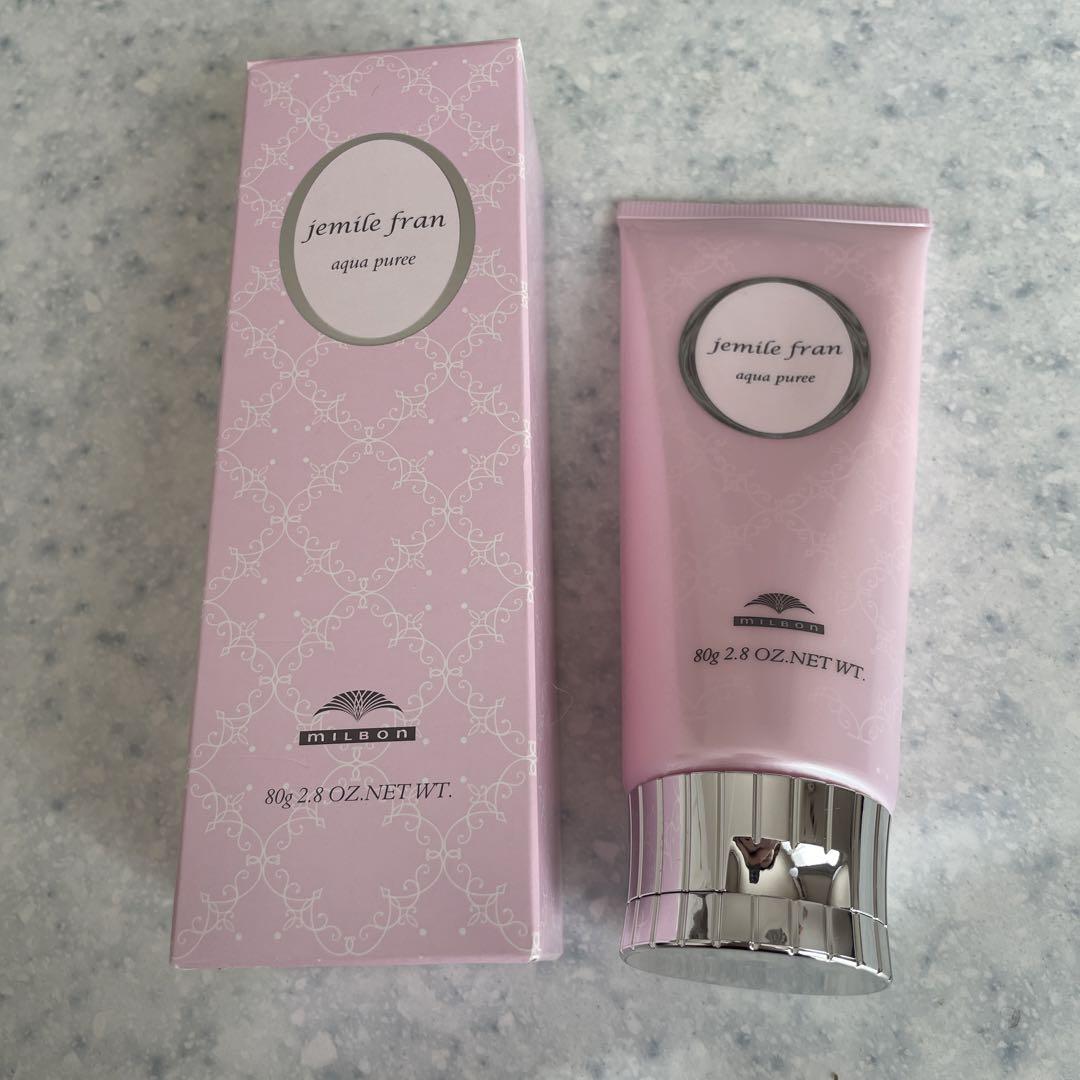 jemile fran
aqua puree
MILBON
80g 2.8 OZ.NET WT.
jemile fran
aqua puree
MILBON
80g 2.8 OZ.NET WT.